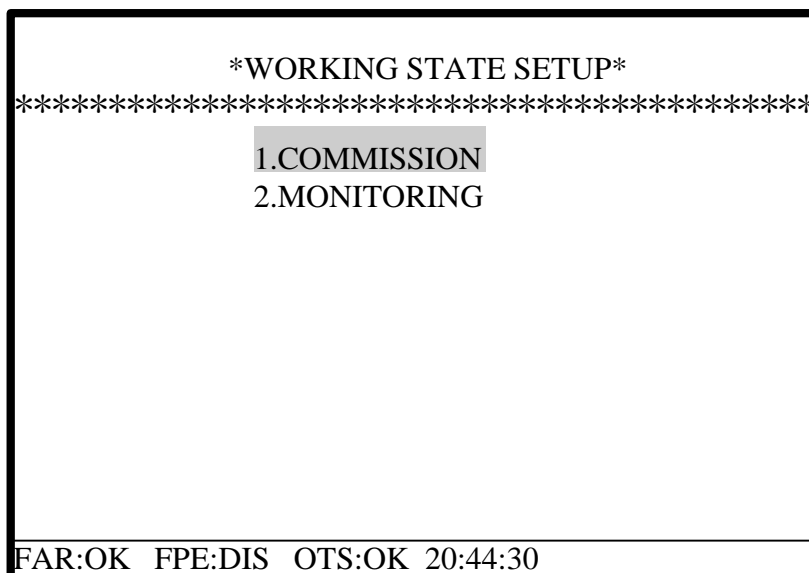 *WORKING STATE SETUP*
*******************************************
1.COMMISSION
2.MONITORING
FAR:OK FPE:DIS OTS:OK 20:44:30